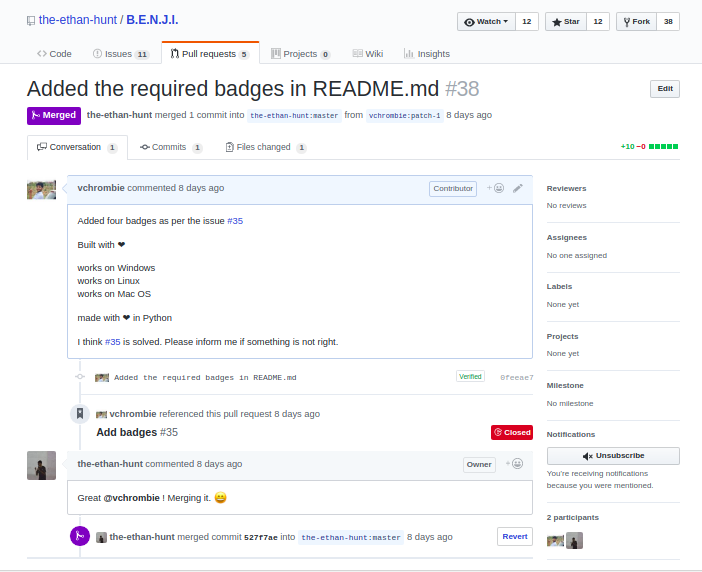 the-ethan-hunt / B.E.N.J.I.
Watch 12 Star 12 Fork 38
Code Issues 11 Pull requests 5 Projects 0 Wiki Insights
Added the required badges in README.md #38 Edit
Merged the-ethan-hunt merged 1 commit into the-ethan-hunt:master from vchrombie:patch-1 8 days ago
Conversation 1 Commits 1 Files changed 1 +10 −0
vchrombie commented 8 days ago Contributor
Added four badges as per the issue #35
Built with ❤
works on Windows
works on Linux
works on Mac OS
made with ❤ in Python
I think #35 is solved. Please inform me if something is not right.
Added the required badges in README.md Verified 0feeae7
vchrombie referenced this pull request 8 days ago
Add badges #35 Closed
the-ethan-hunt commented 8 days ago Owner
Great @vchrombie ! Merging it. 😄
the-ethan-hunt merged commit 527f7ae into the-ethan-hunt:master 8 days ago Revert
Reviewers
No reviews
Assignees
No one assigned
Labels
None yet
Projects
None yet
Milestone
No milestone
Notifications
Unsubscribe
You're receiving notifications
because you were mentioned.
2 participants